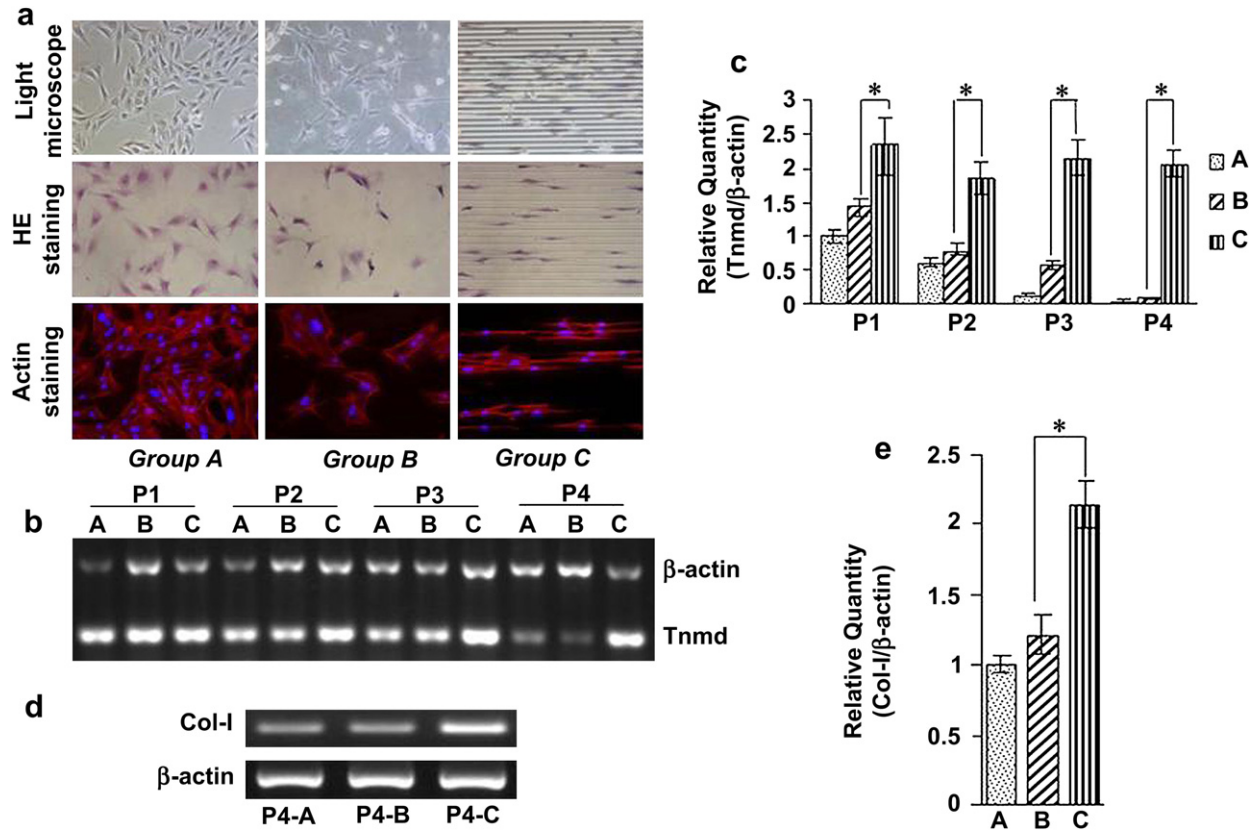 a
Light
microscope
HE
staining
Actin
staining
Group A
Group B
Group C
b
P1
P2
P3
P4
A B C A B C A B C A B C
β-actin
Tnmd
d
Col-I
β-actin
P4-A P4-B P4-C
c
Relative Quantity
(Tnmd/β-actin)
3
2.5
2
1.5
1
0.5
0
* * * *
P1 P2 P3 P4
A
B
C
e
Relative Quantity
(Col-I/β-actin)
2.5
2
1.5
1
0.5
0
*
A B C